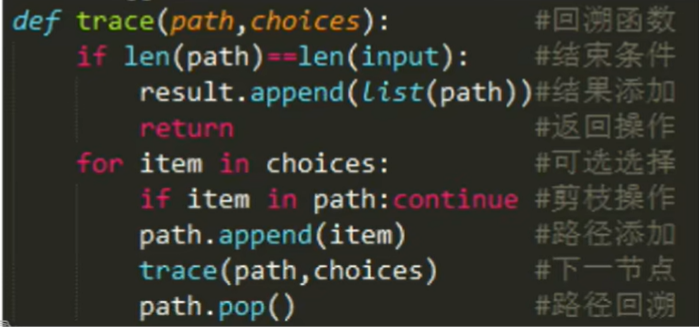 def trace(path,choices): #回溯函数
if len(path)==len(input): #结束条件
result.append(list(path))#结果添加
return #返回操作
for item in choices: #可选选择
if item in path:continue #剪枝操作
path.append(item) #路径添加
trace(path,choices) #下一节点
path.pop() #路径回溯